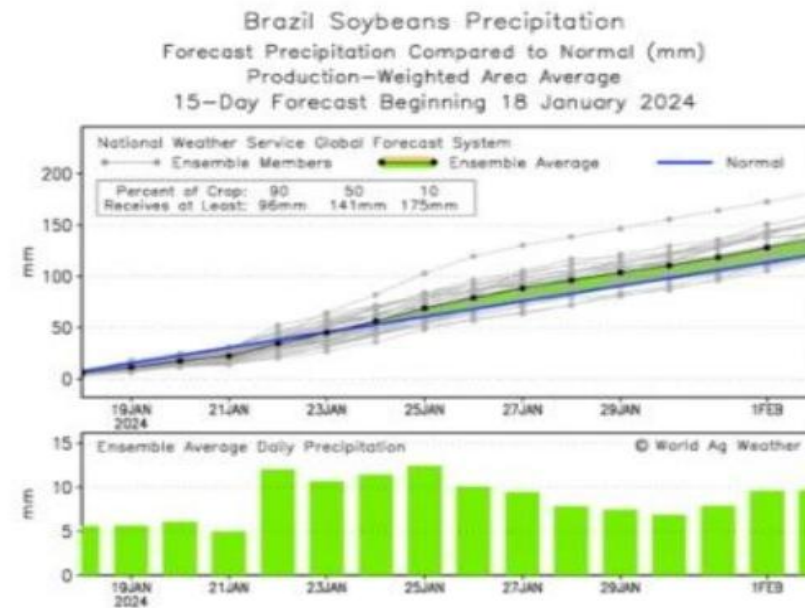 Brazil Soybeans Precipitation
Forecast Precipitation Compared to Normal (mm)
Production-Weighted Area Average
15-Day Forecast Beginning 18 January 2024
National Weather Service Global Forecast System
Ensemble Members Ensemble Average Normal
Percent of Crop: 90 50 10
Receives at Least: 96mm 141mm 175mm
200
150
100
50
0
mm
19JAN 21JAN 23JAN 25JAN 27JAN 29JAN 1FEB
2024
Ensemble Average Daily Precipitation © World Ag Weather
15
10
5
0
mm
19JAN 21JAN 23JAN 25JAN 27JAN 29JAN 1FEB
2024